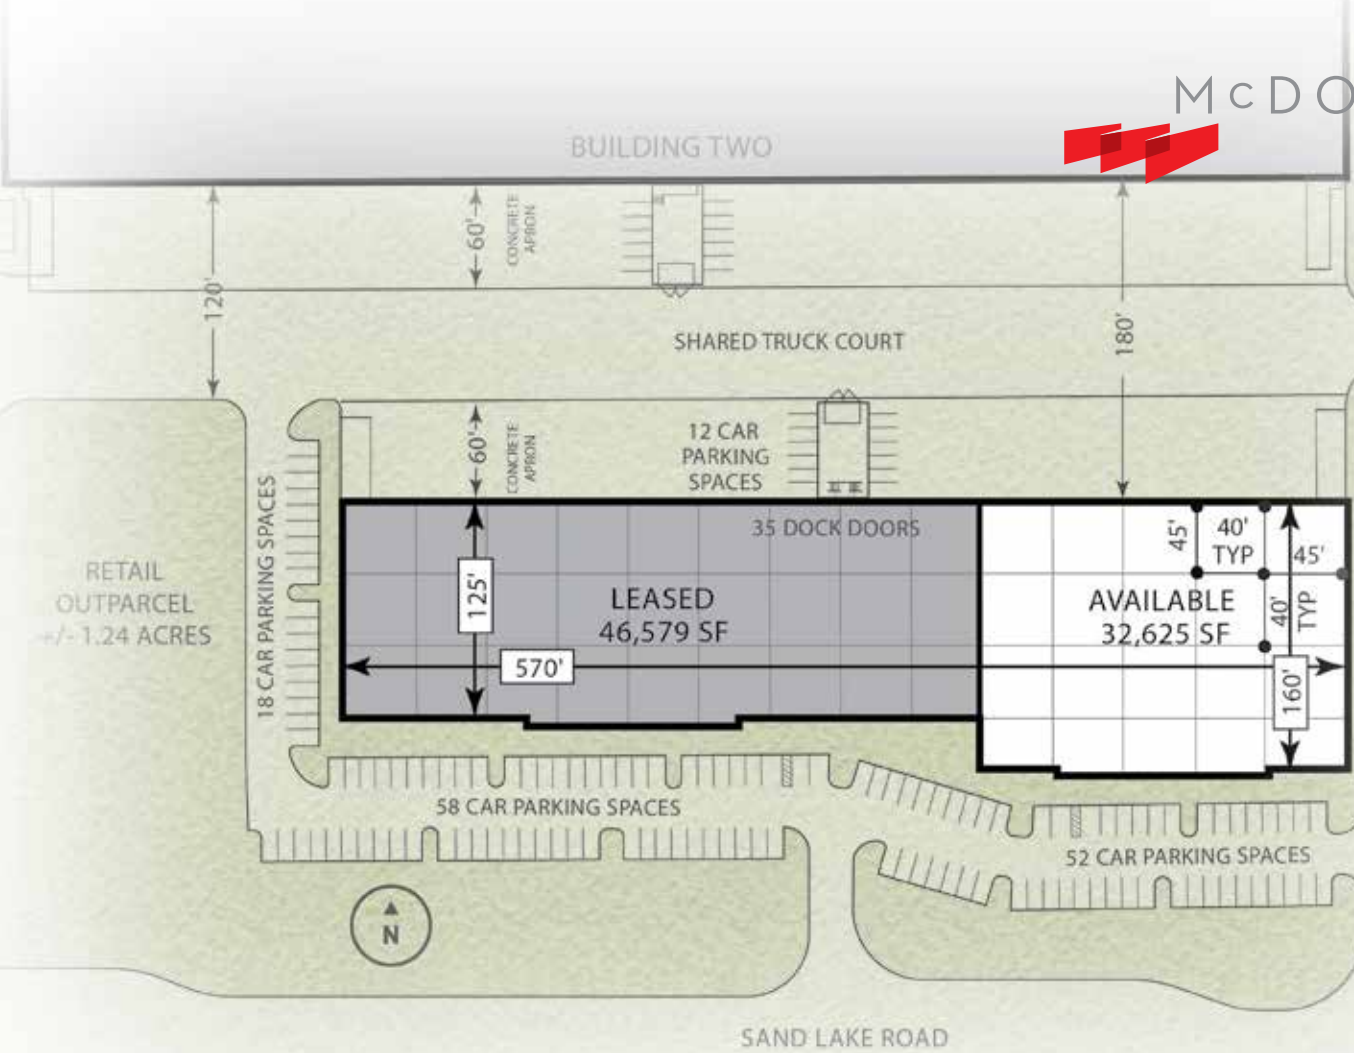 McDO
BUILDING TWO
60'
CONCRETE
APRON
120'
180'
SHARED TRUCK COURT
60'
CONCRETE
APRON
12 CAR
PARKING
SPACES
18 CAR PARKING SPACES
35 DOCK DOORS
45'
40'
TYP
45'
RETAIL
OUTPARCEL
+/- 1.24 ACRES
125'
LEASED
46,579 SF
AVAILABLE
32,625 SF
40'
TYP
570'
160'
58 CAR PARKING SPACES
52 CAR PARKING SPACES
N
SAND LAKE ROAD